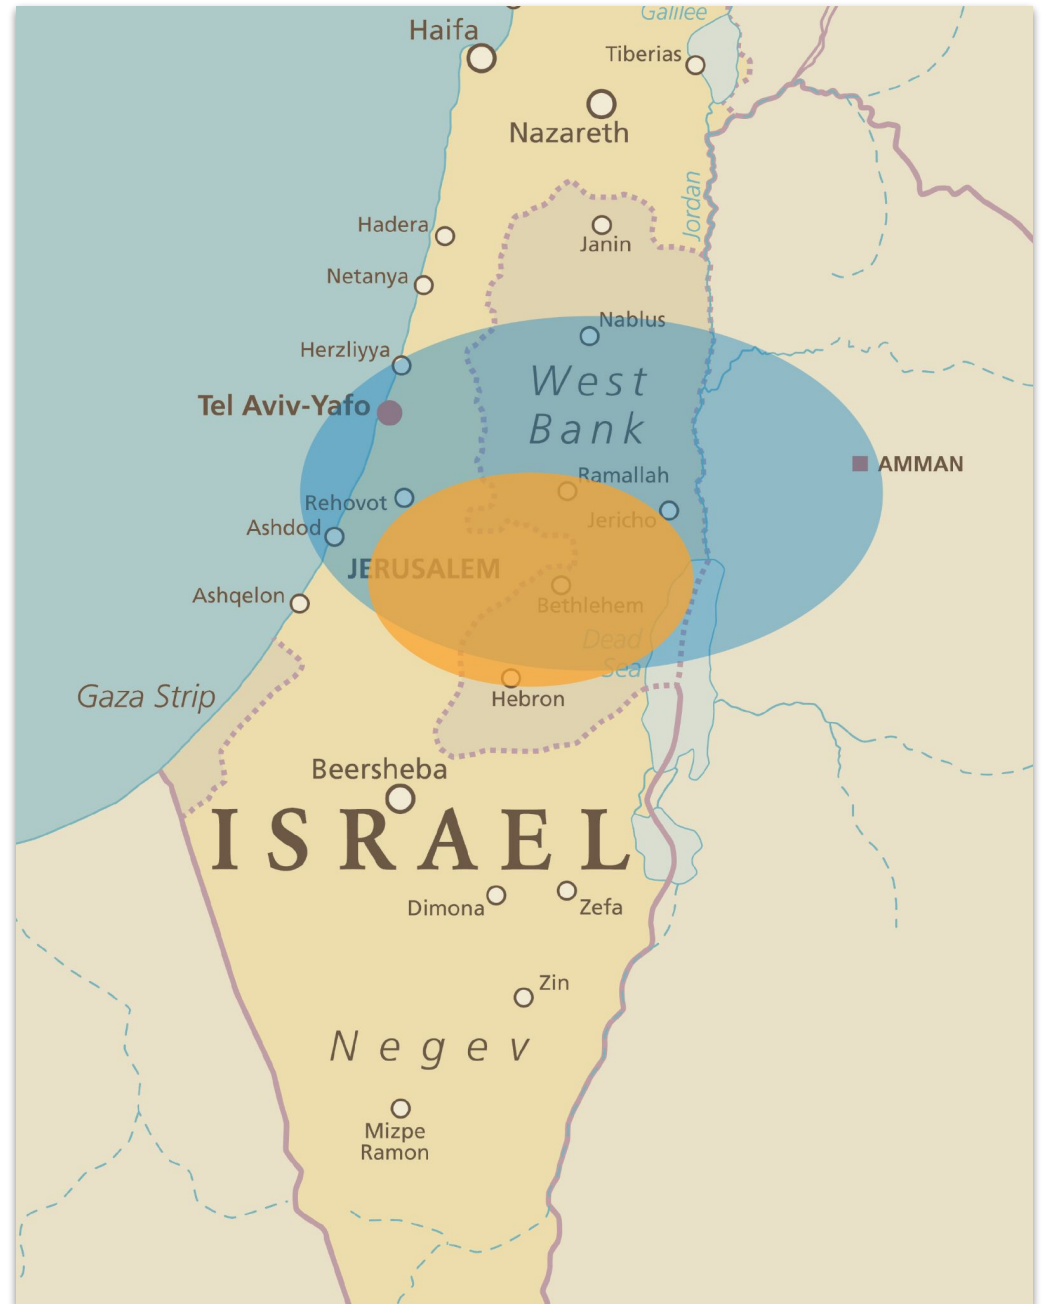 Galilee
Haifa
Tiberias
Nazareth
Jordan
Hadera
Janin
Netanya
Nablus
Herzliyya
West
Bank
Tel Aviv-Yafo
AMMAN
Ramallah
Rehovot
Jericho
Ashdod
JERUSALEM
Ashqelon
Bethlehem
Dead
Sea
Gaza Strip
Hebron
Beersheba
ISRAEL
Dimona
Zefa
Zin
Negev
Mizpe
Ramon